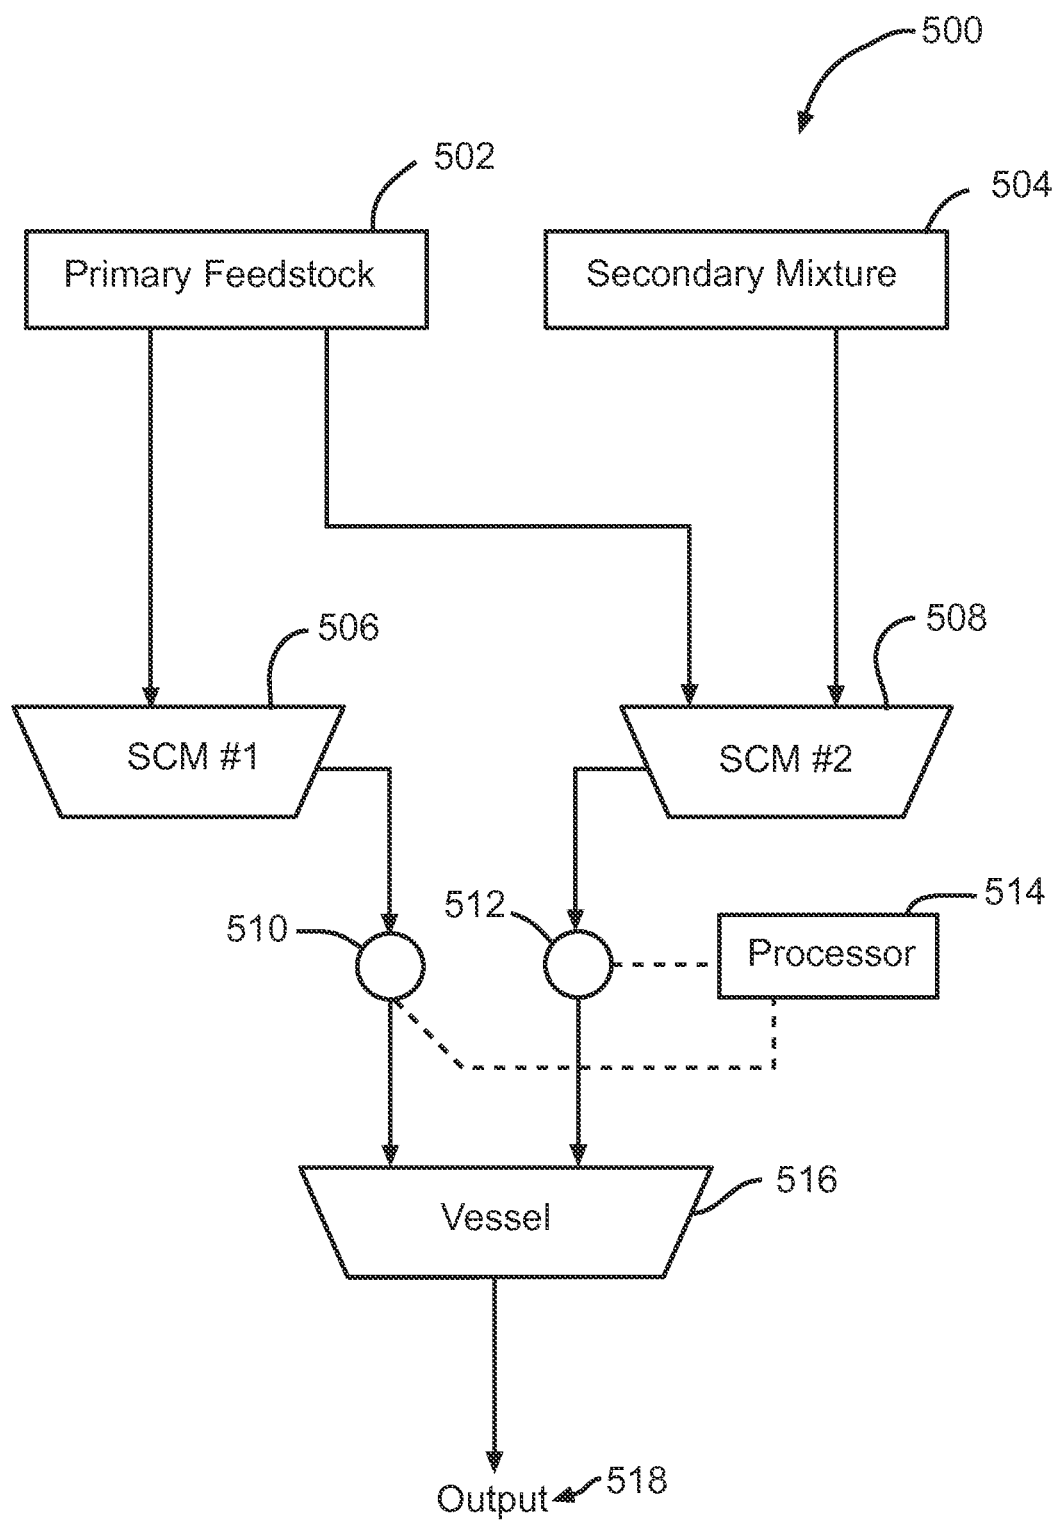 500
502
504
Primary Feedstock
Secondary Mixture
506
508
SCM #1
SCM #2
510
512
514
Processor
516
Vessel
518
Output